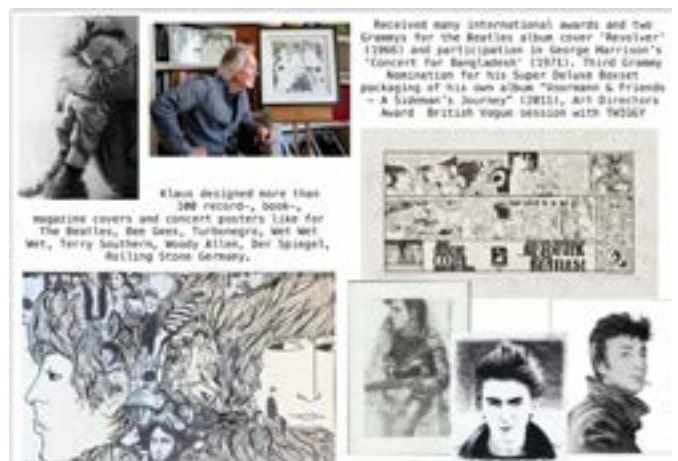 Received many international awards and two
Grammys for the Beatles album cover 'Revolver'
(1966) and participation in George Harrison's
'Concert for Bangladesh' (1971). Third Grammy
Nomination for his Super Deluxe Boxset
packaging of his own album "Voormann & Friends
– A Sideman's Journey" (2011), Art Directors
Award British Vogue session with TWIGGY
Klaus designed more than
100 record-, book-,
magazine covers and concert posters like for
The Beatles, Bee Gees, Turbonegro, Wet Wet
Wet, Terry Southern, Woody Allen, Der Spiegel,
Rolling Stone Germany.